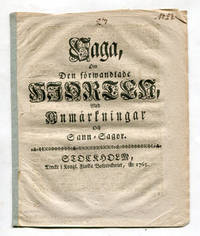 Saga,
Om
Den förwandlade
HJORTEN,
Med
Anmärkningar
Och
Sann-Sagor.
STOCKHOLM,
Tryckt i Kongl. Finska Boktryckeriet, År 1765.